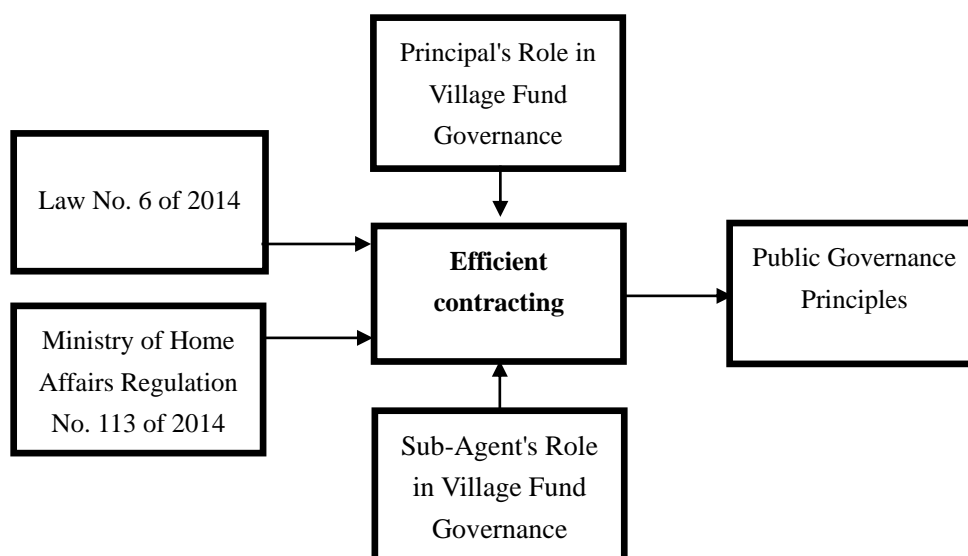 Principal's Role in
Village Fund
Governance
Law No. 6 of 2014
Efficient
contracting
Public Governance
Principles
Ministry of Home
Affairs Regulation
No. 113 of 2014
Sub-Agent's Role
in Village Fund
Governance